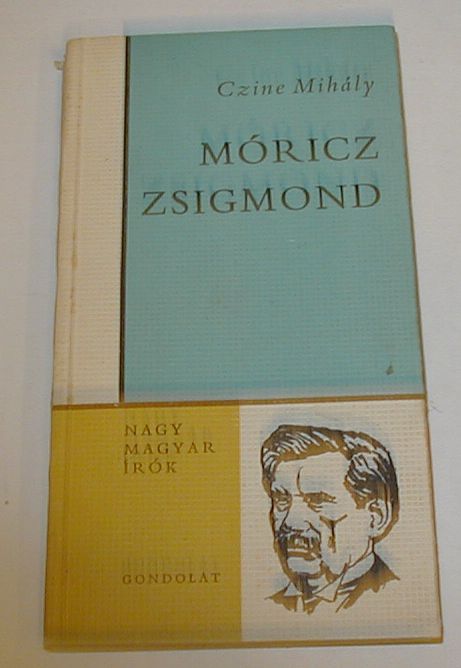 Czine Mihály
MÓRICZ
ZSIGMOND
NAGY
MAGYAR
ÍRÓK
GONDOLAT